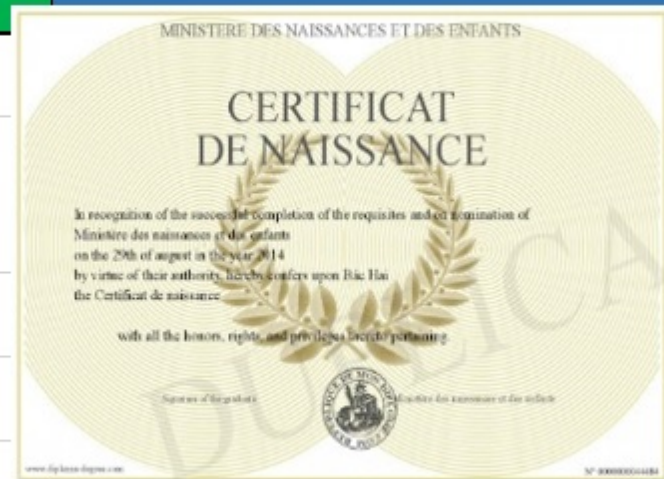 MINISTERE DES NAISSANCES ET DES ENFANTS
CERTIFICAT
DE NAISSANCE
In recognition of the successful completion of the requisites and on nomination of
Ministère des naissances et des enfants
on the 29th of august in the year 2014
by virtue of their authority, hereby confers upon Bic Hai
the Certificat de naissance
with all the honors, rights, and privileges hereto pertaining.
Signature of the graduate
Ministère des naissances et des enfants
DUPLICA
www.diploma-degree.com